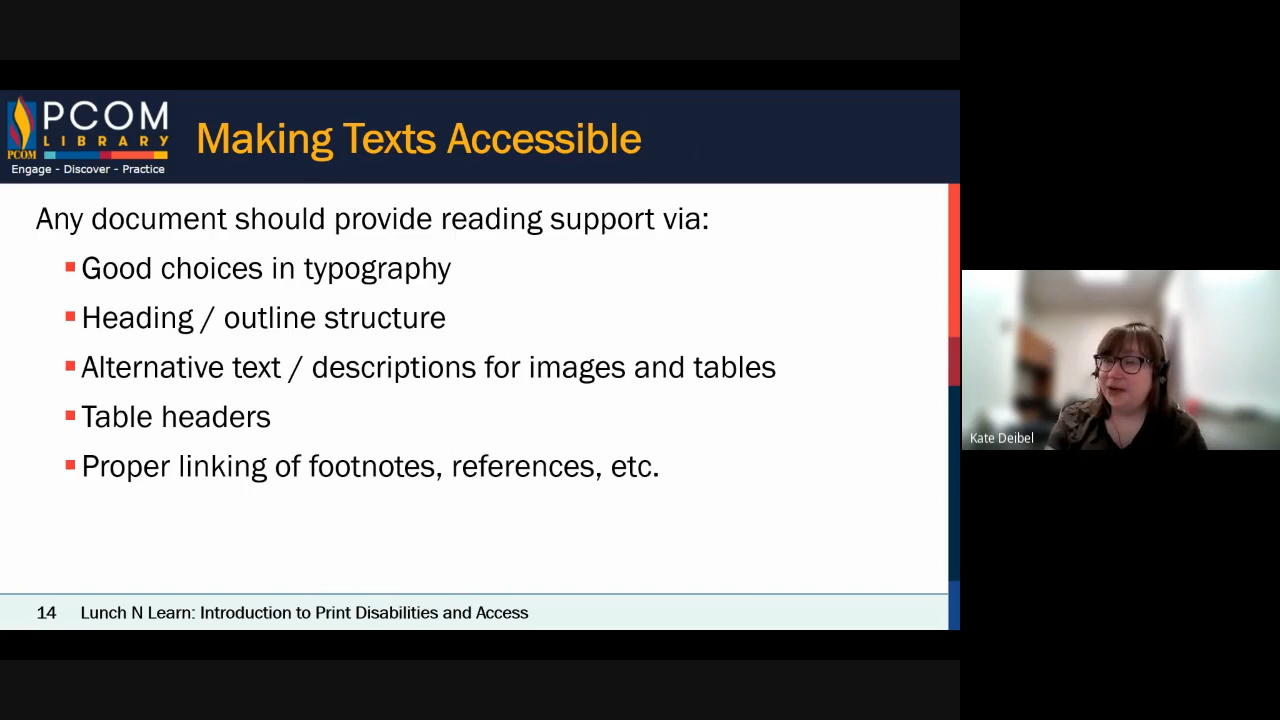 PCOM
LIBRARY
PCOM
Engage - Discover - Practice
Making Texts Accessible
Any document should provide reading support via:
Good choices in typography
Heading / outline structure
Alternative text / descriptions for images and tables
Table headers
Proper linking of footnotes, references, etc.
14 Lunch N Learn: Introduction to Print Disabilities and Access
Kate Deibel